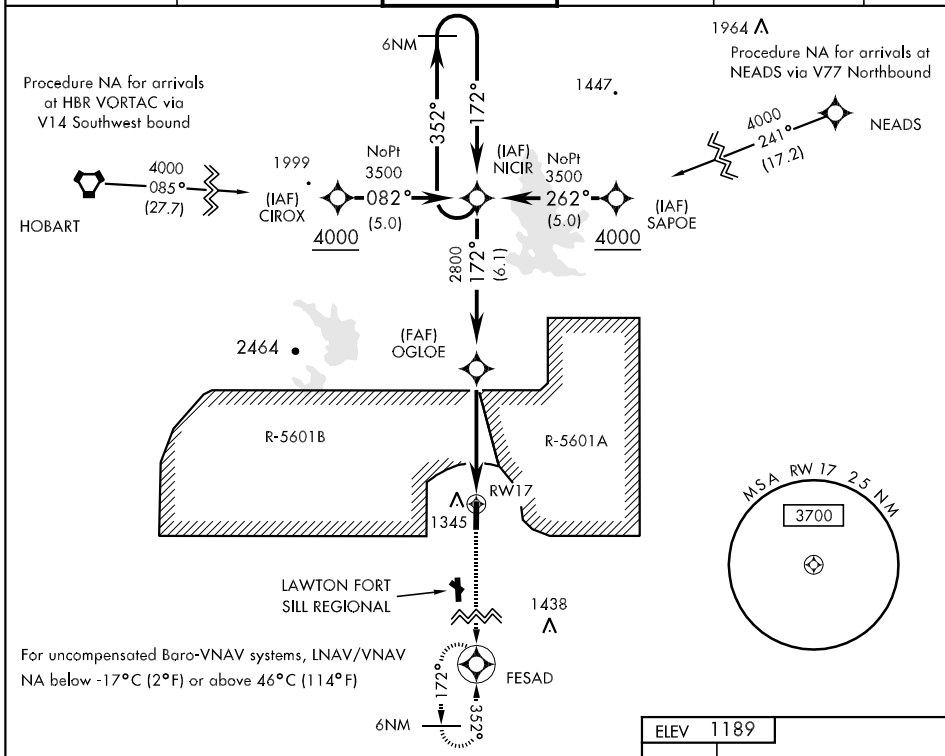 1964
6NM
Procedure NA for arrivals at
NEADS via V77 Northbound
Procedure NA for arrivals
at HBR VORTAC via
V14 Southwest bound
1447
352°
172°
4000
241°
(17.2)
NEADS
(IAF)
NICIR
NoPt
3500
082°
(5.0)
NoPt
3500
262°
(5.0)
1999
4000
085°
(27.7)
HOBART
(IAF)
CIROX
4000
(IAF)
SAPOE
4000
2800
172°
(6.1)
(FAF)
OGLOE
2464
R-5601B
R-5601A
RW17
1345
MSA RW 17 25 NM
3700
LAWTON FORT
SILL REGIONAL
1438
For uncompensated Baro-VNAV systems, LNAV/VNAV
NA below -17°C (2°F) or above 46°C (114°F)
172°
352°
FESAD
6NM
ELEV 1189